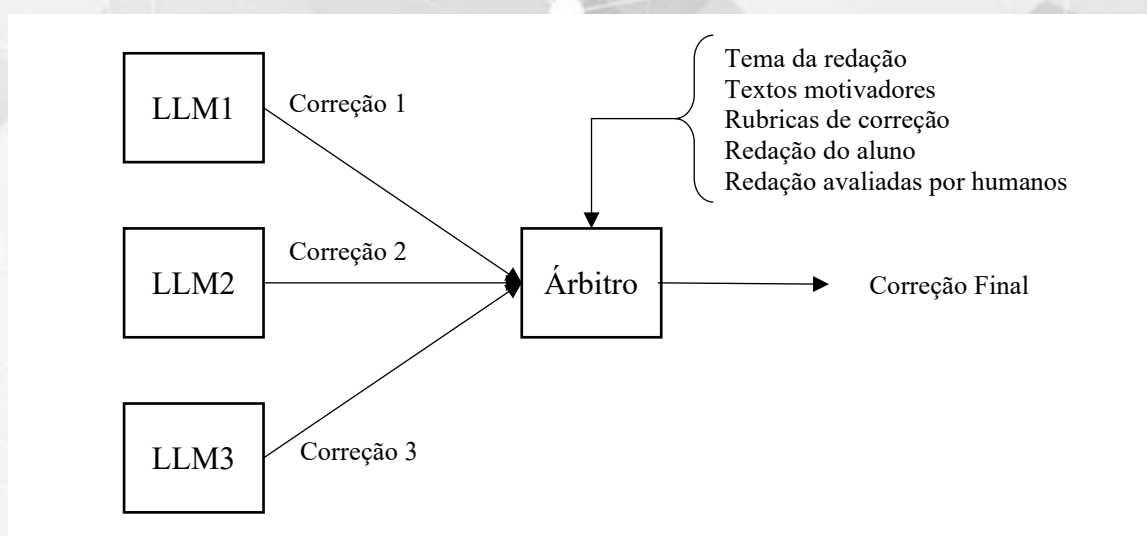 Tema da redação
Textos motivadores
Rubricas de correção
Redação do aluno
Redação avaliadas por humanos
LLM1
Correção 1
LLM2
Correção 2
Árbitro
Correção Final
LLM3
Correção 3